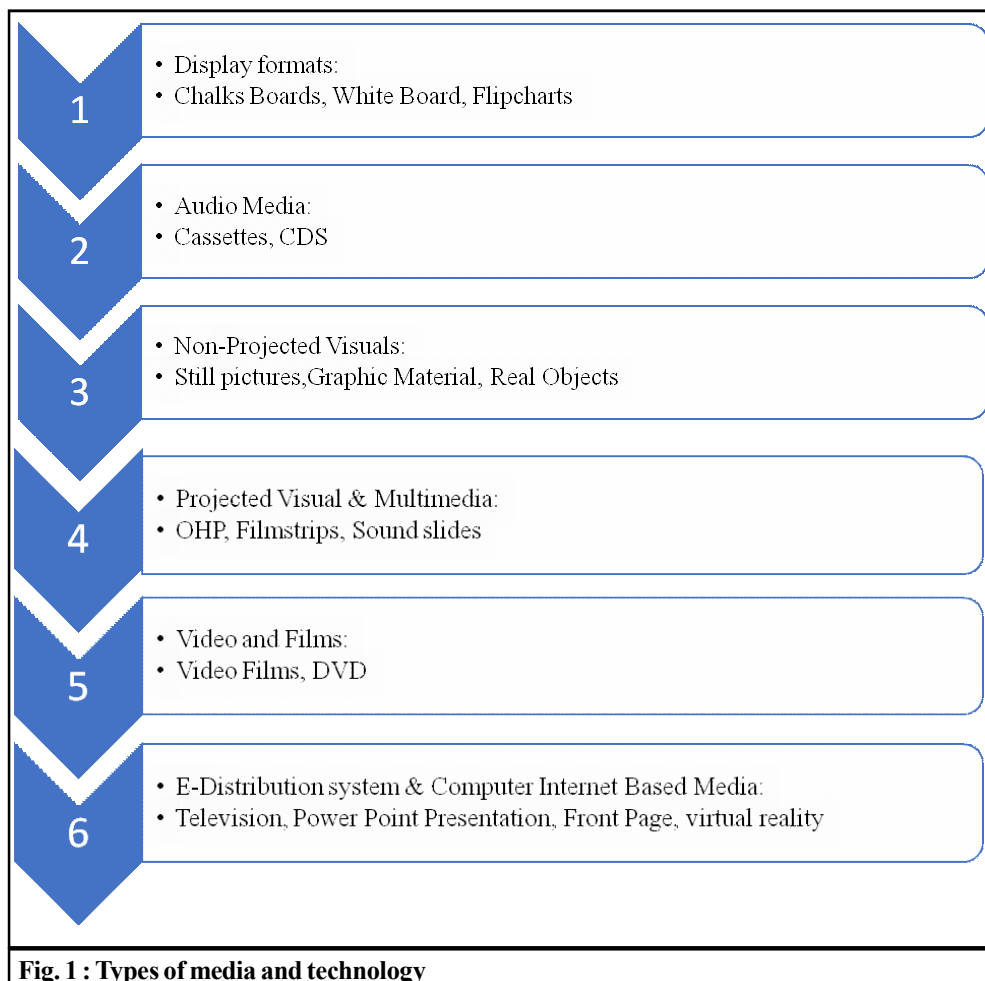 1
• Display formats:
• Chalks Boards, White Board, Flipcharts
2
• Audio Media:
• Cassettes, CDS
3
• Non-Projected Visuals:
• Still pictures,Graphic Material, Real Objects
4
• Projected Visual & Multimedia:
• OHP, Filmstrips, Sound slides
5
• Video and Films:
• Video Films, DVD
6
• E-Distribution system & Computer Internet Based Media:
• Television, Power Point Presentation, Front Page, virtual reality
Fig. 1 : Types of media and technology